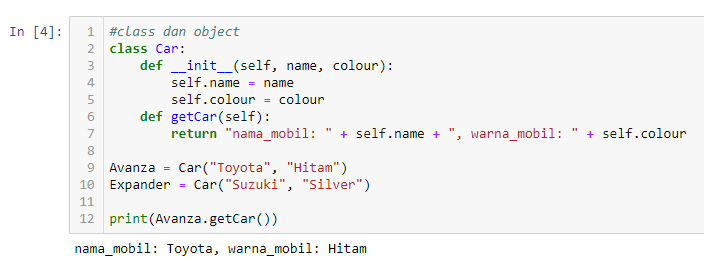 In [4]:
1 #class dan object
2 class Car:
3     def __init__(self, name, colour):
4         self.name = name
5         self.colour = colour
6     def getCar(self):
7         return "nama_mobil: " + self.name + ", warna_mobil: " + self.colour
8
9 Avanza = Car("Toyota", "Hitam")
10 Expander = Car("Suzuki", "Silver")
11
12 print(Avanza.getCar())
nama_mobil: Toyota, warna_mobil: Hitam